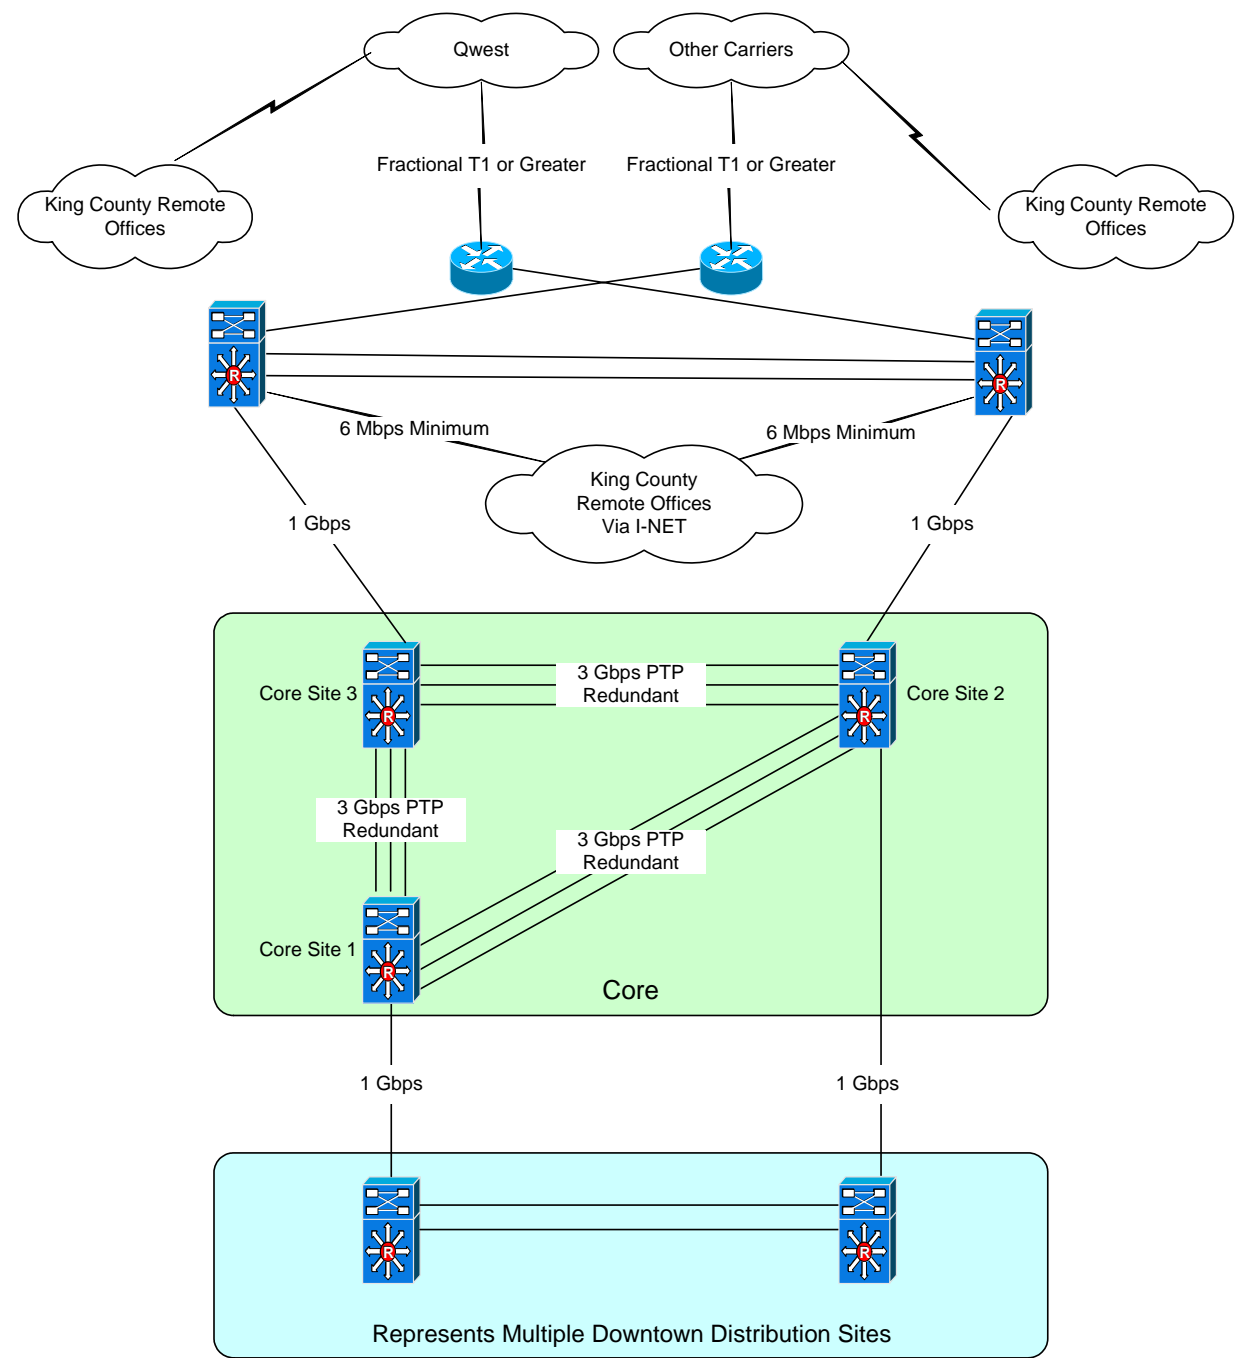 Qwest
Other Carriers
Fractional T1 or Greater
Fractional T1 or Greater
King County Remote
Offices
King County Remote
Offices
R
R
6 Mbps Minimum
6 Mbps Minimum
King County
Remote Offices
Via I-NET
1 Gbps
1 Gbps
3 Gbps PTP
Redundant
Core Site 3
Core Site 2
R
R
3 Gbps PTP
Redundant
3 Gbps PTP
Redundant
Core Site 1
R
Core
1 Gbps
1 Gbps
R
R
Represents Multiple Downtown Distribution Sites